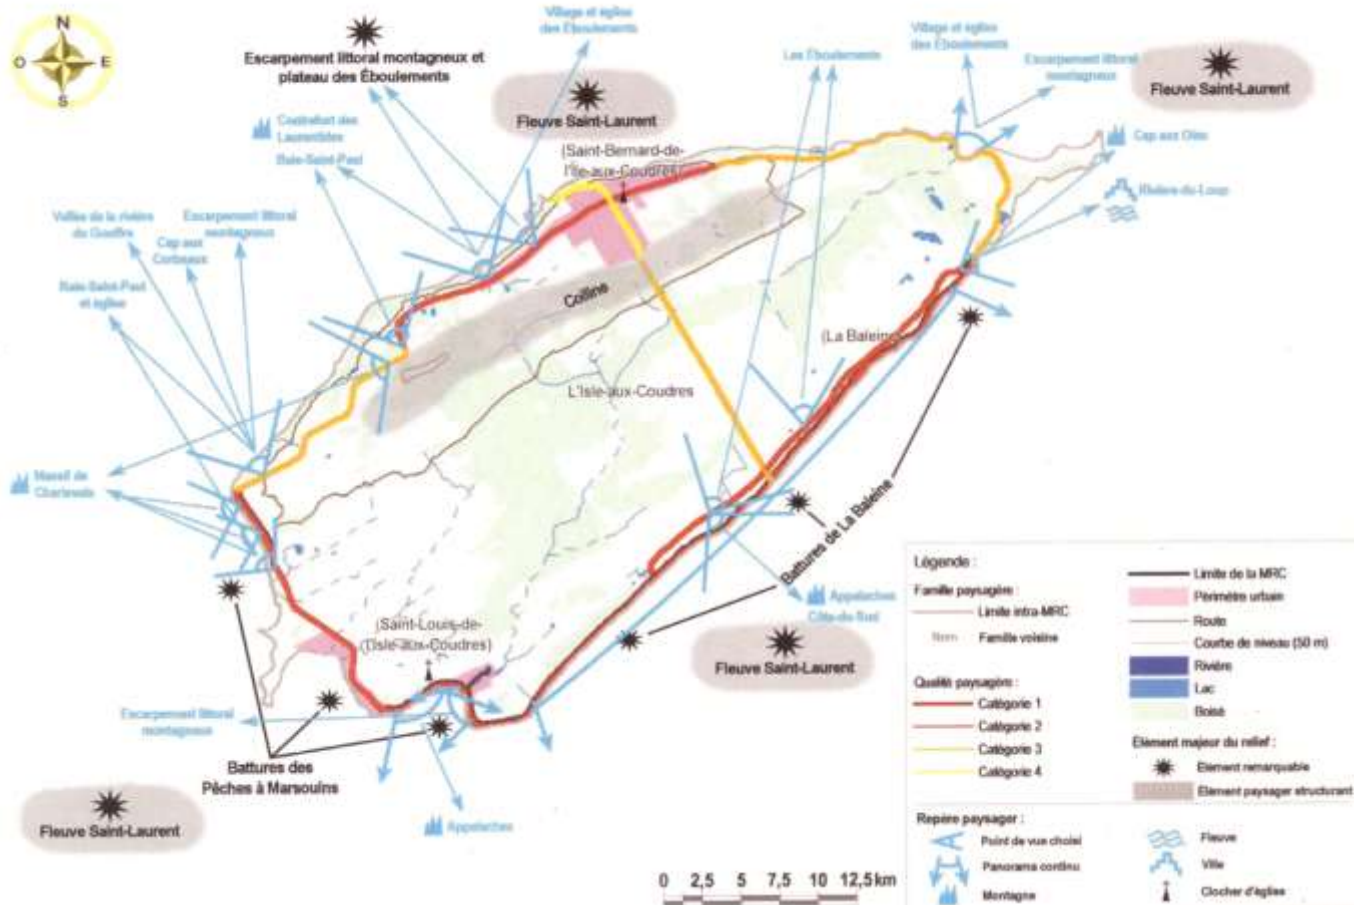 N
O
E
S
Escarpement littoral montagneux et
plateau des Éboulements
Village et église
des Éboulements
Fleuve Saint-Laurent
Les Éboulements
Village et église
des Éboulements
Escarpement littoral
montagneux
Fleuve Saint-Laurent
Contrefort des
Laurentides
Baie-Saint-Paul
(Saint-Bernard-de-
l'Île-aux-Coudres)
Cap aux Oies
Rivière-du-Loup
Vallée de la rivière
du Gouffre
Cap aux
Corbeaux
Escarpement littoral
montagneux
Baie-Saint-Paul
et église
Colline
(La Baleine)
L'Isle-aux-Coudres
Massif de
Charlevoix
Battures de La Baleine
Appalaches
Côte-du-Sud
(Saint-Louis-de-
l'Isle-aux-Coudres)
Fleuve Saint-Laurent
Escarpement littoral
montagneux
Battures des
Pêches à Marsouins
Fleuve Saint-Laurent
Appalaches
0 2,5 5 7,5 10 12,5 km
Légende :
Famille paysagère :
Limite intra-MRC
Nom Famille voisine
Qualité paysagère :
Catégorie 1
Catégorie 2
Catégorie 3
Catégorie 4
Repère paysager :
Point de vue choisi
Panorama continu
Montagne
Limite de la MRC
Périmètre urbain
Route
Courbe de niveau (50 m)
Rivière
Lac
Boisé
Élément majeur du relief :
Élément remarquable
Élément paysager structurant
Fleuve
Ville
Clocher d'église